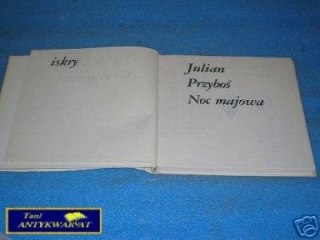 iskry
Julian
Przyboś
Noc majowa
Tani
ANTYKWARIAT